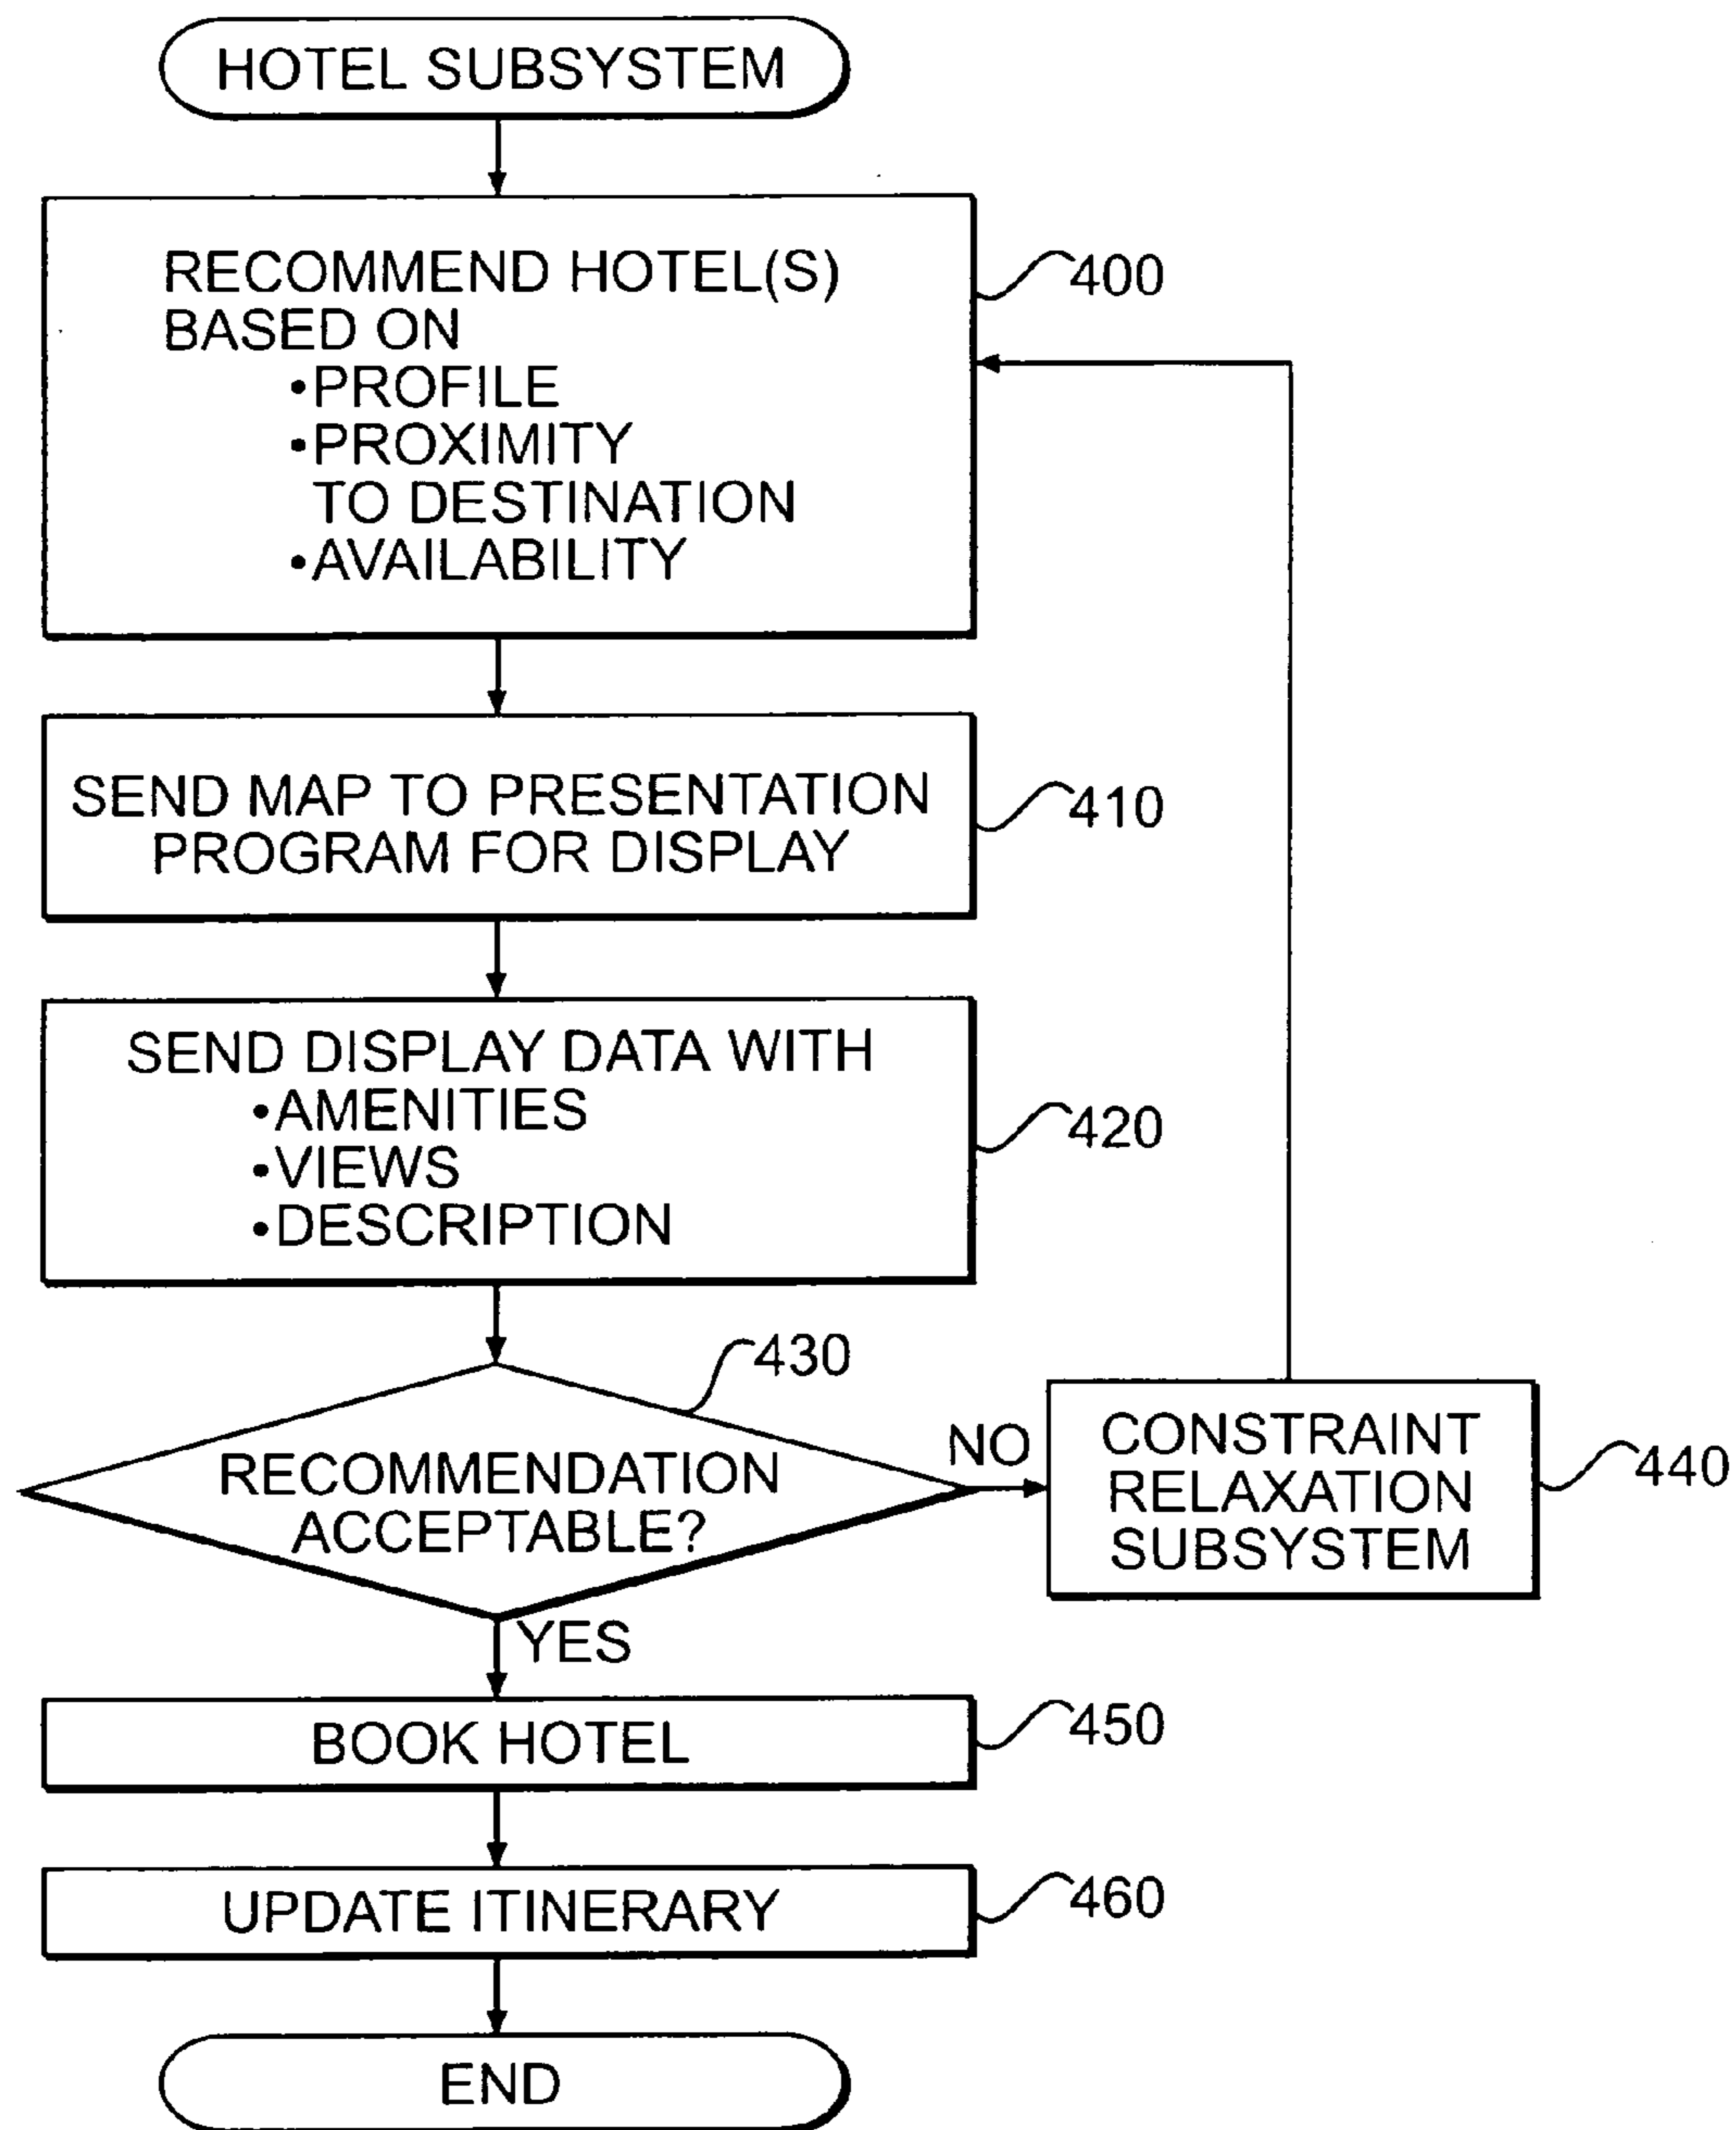 HOTEL SUBSYSTEM
RECOMMEND HOTEL(S)
BASED ON
•PROFILE
•PROXIMITY
TO DESTINATION
•AVAILABILITY
400
SEND MAP TO PRESENTATION
PROGRAM FOR DISPLAY
410
SEND DISPLAY DATA WITH
•AMENITIES
•VIEWS
•DESCRIPTION
420
430
RECOMMENDATION
ACCEPTABLE?
NO
CONSTRAINT
RELAXATION
SUBSYSTEM
440
YES
BOOK HOTEL
450
UPDATE ITINERARY
460
END